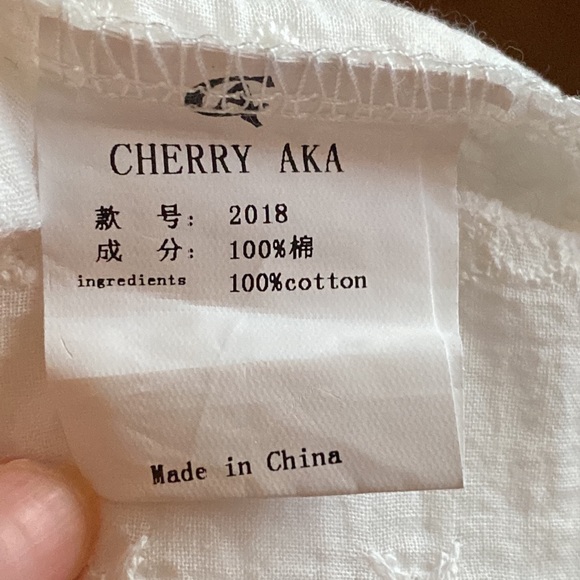 CHERRY AKA
款 号: 2018
成 分: 100%棉
ingredients 100%cotton
Made in China